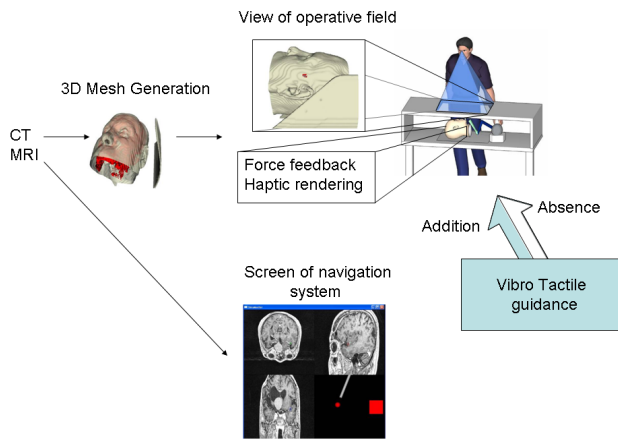 View of operative field
3D Mesh Generation
CT
MRI
Force feedback
Haptic rendering
Absence
Addition
Vibro Tactile
guidance
Screen of navigation
system